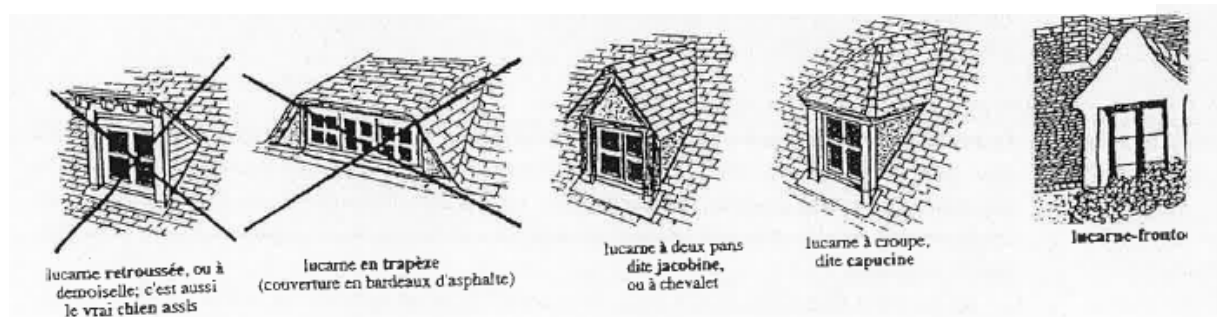 lucarne retroussée, ou à
demoiselle; c'est aussi
le vrai chien assis
lucarne en trapèze
(couverture en bardeaux d'asphalte)
lucarne à deux pans
dite jacobine,
ou à chevalet
lucarne à croupe,
dite capucine
lucarne-fronto